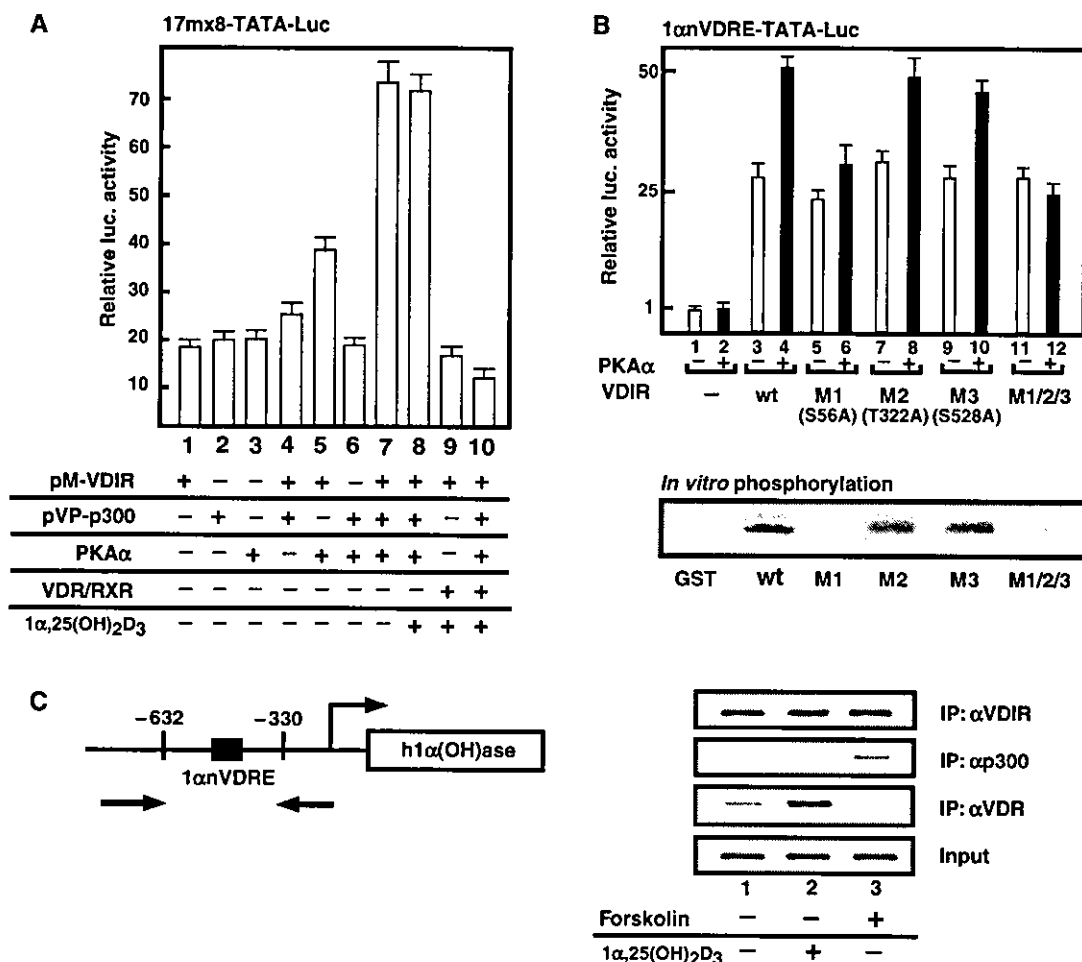 A
17mx8-TATA-Luc
Relative luc. activity
70
60
50
40
30
20
10
1 2 3 4 5 6 7 8 9 10
pM-VDIR + – – + + – + + + +
pVP-p300 – + – + – + + + – +
PKAα – – + – + + + + – +
VDR/RXR – – – – – – – – + +
1α,25(OH)₂D₃ – – – – – – – + + +
B
1αnVDRE-TATA-Luc
Relative luc. activity
50
25
1
1 2 3 4 5 6 7 8 9 10 11 12
PKAα – + – + – + – + – + – +
VDIR – wt M1 M2 M3 M1/2/3
(S56A) (T322A) (S528A)
In vitro phosphorylation
GST wt M1 M2 M3 M1/2/3
C
–632 –330
1αnVDRE
h1α(OH)ase
IP: αVDIR
IP: αp300
IP: αVDR
Input
1 2 3
Forskolin – – +
1α,25(OH)₂D₃ – + –